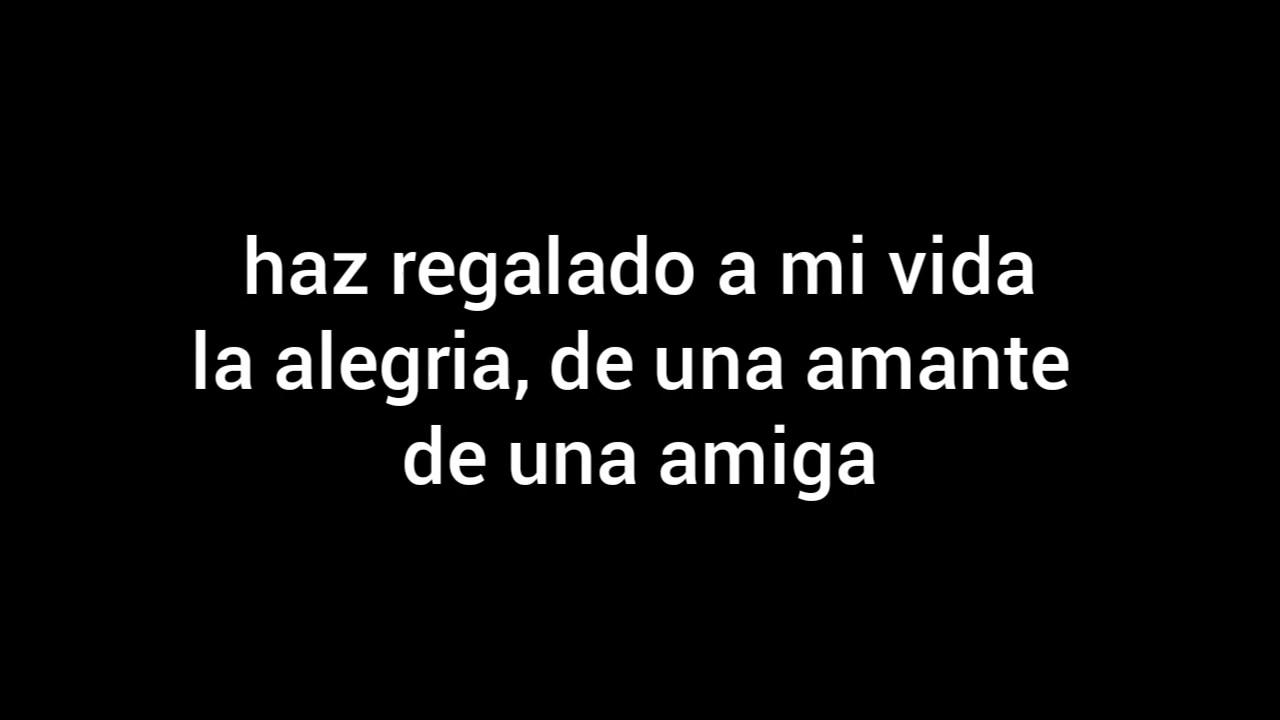 haz regalado a mi vida
la alegria, de una amante
de una amiga